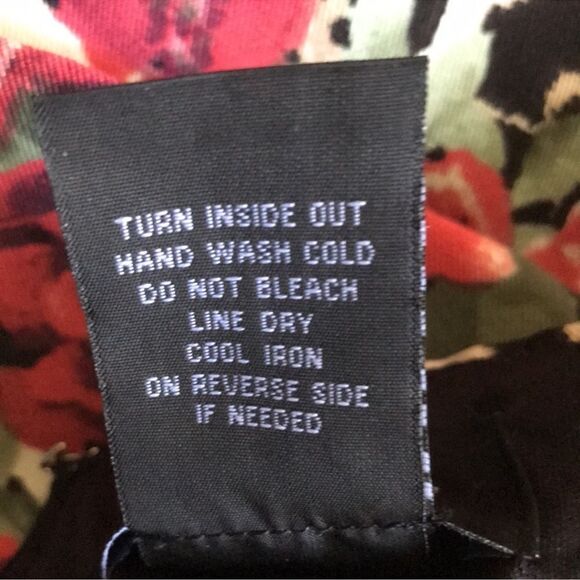 TURN INSIDE OUT
HAND WASH COLD
DO NOT BLEACH
LINE DRY
COOL IRON
ON REVERSE SIDE
IF NEEDED